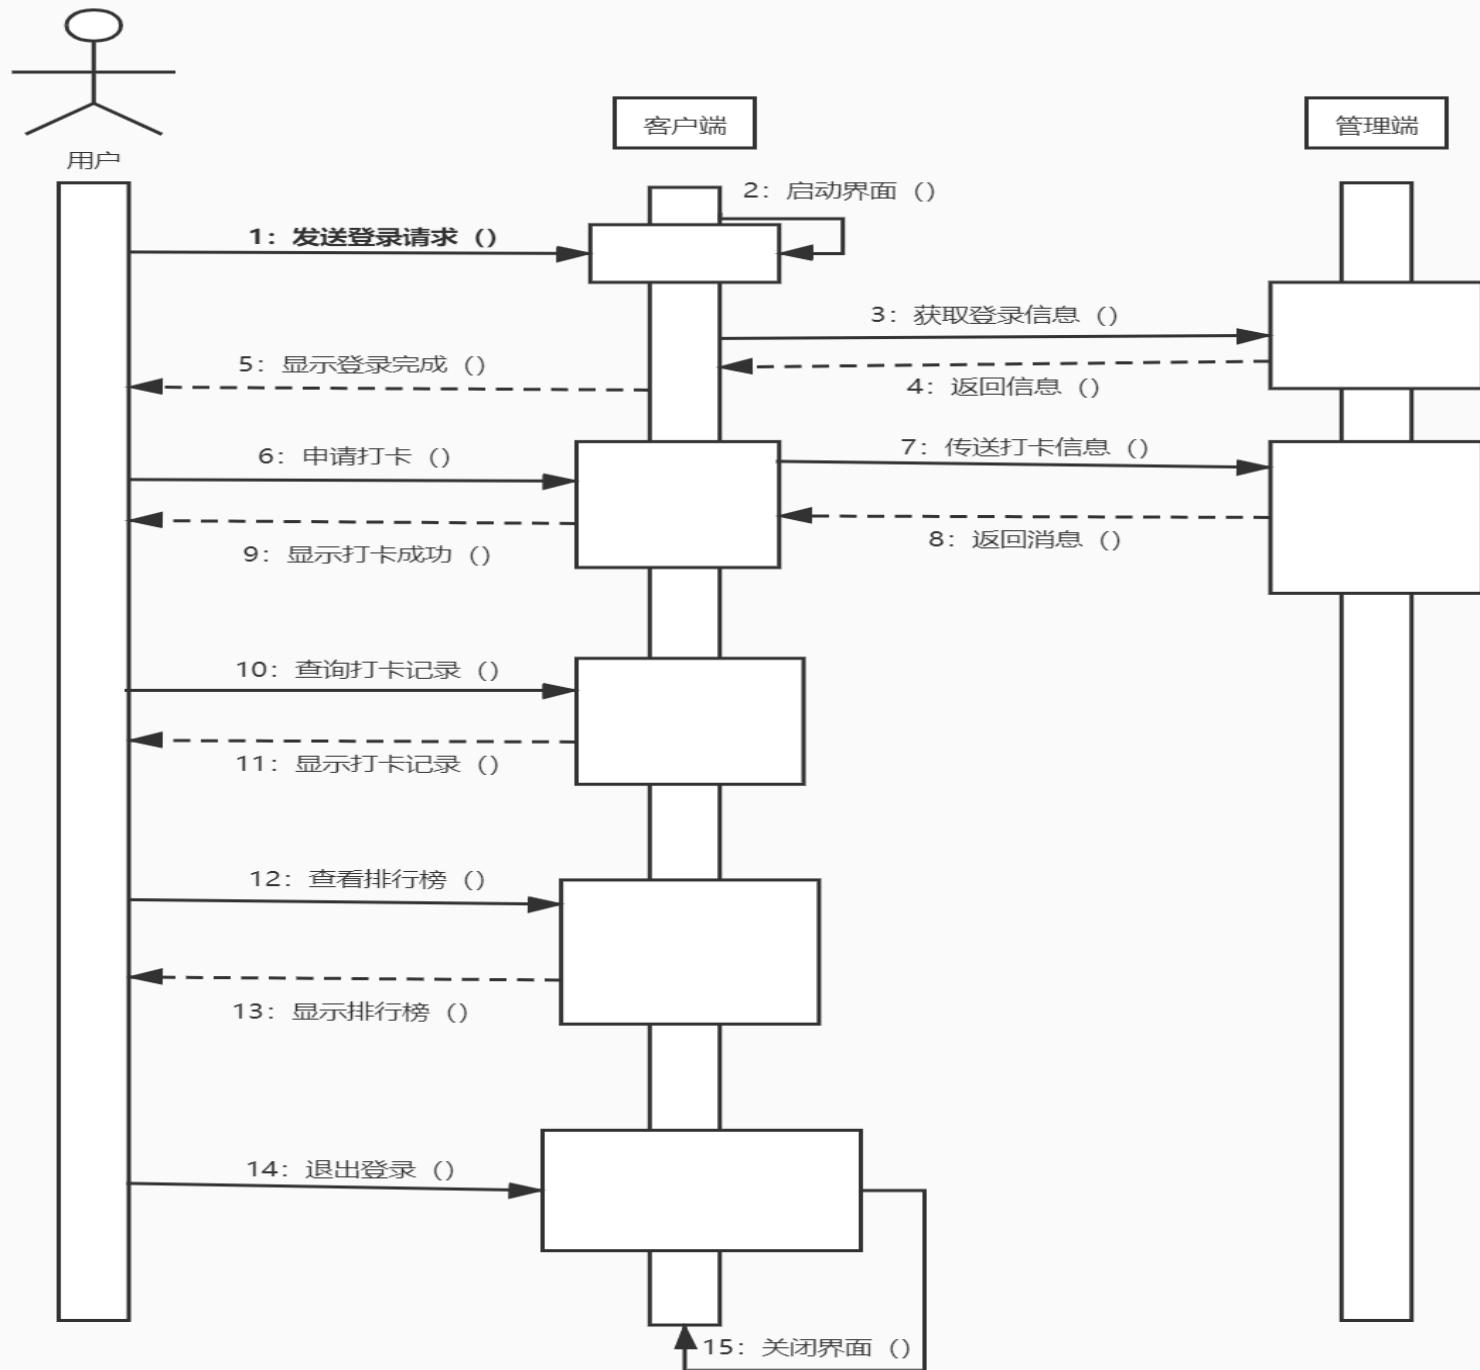 用户
客户端
管理端
2：启动界面（）
1：发送登录请求（）
3：获取登录信息（）
5：显示登录完成（）
4：返回信息（）
6：申请打卡（）
7：传送打卡信息（）
8：返回消息（）
9：显示打卡成功（）
10：查询打卡记录（）
11：显示打卡记录（）
12：查看排行榜（）
13：显示排行榜（）
14：退出登录（）
15：关闭界面（）